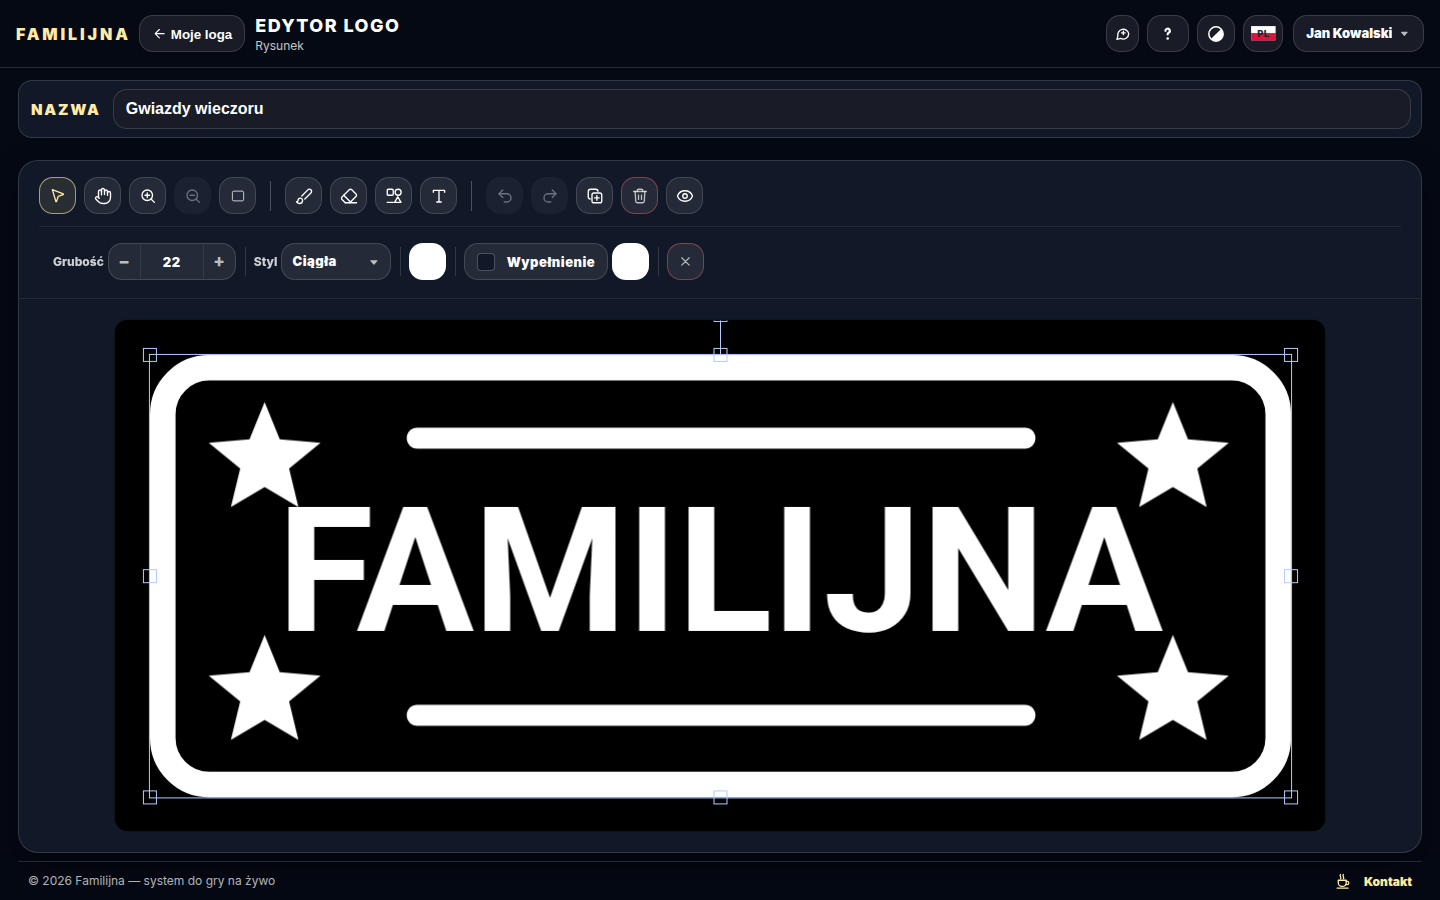 FAMILIJNA
Moje loga
EDYTOR LOGO
Rysunek
?
PL
Jan Kowalski
NAZWA
Gwiazdy wieczoru
T
Grubość
22
Styl
Ciągła
Wypełnienie
FAMILIJNA
© 2026 Familijna — system do gry na żywo
Kontakt